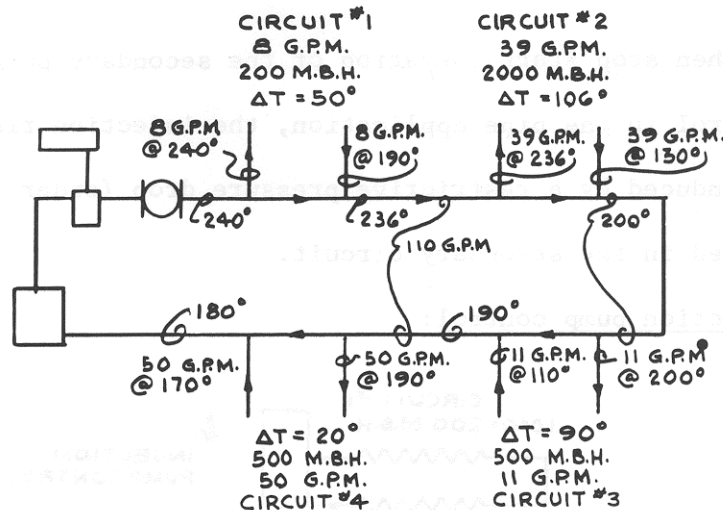 CIRCUIT #1
8 G.P.M.
200 M.B.H.
ΔT = 50°
CIRCUIT #2
39 G.P.M.
2000 M.B.H.
ΔT = 106°
8 G.P.M.
@ 240°
8 G.P.M.
@ 190°
39 G.P.M.
@ 236°
39 G.P.M.
@ 130°
240°
236°
200°
110 G.P.M
180°
190°
50 G.P.M.
@ 170°
50 G.P.M.
@ 190°
11 G.P.M.
@ 110°
11 G.P.M
@ 200°
ΔT = 20°
500 M.B.H.
50 G.P.M.
CIRCUIT #4
ΔT = 90°
500 M.B.H.
11 G.P.M.
CIRCUIT #3